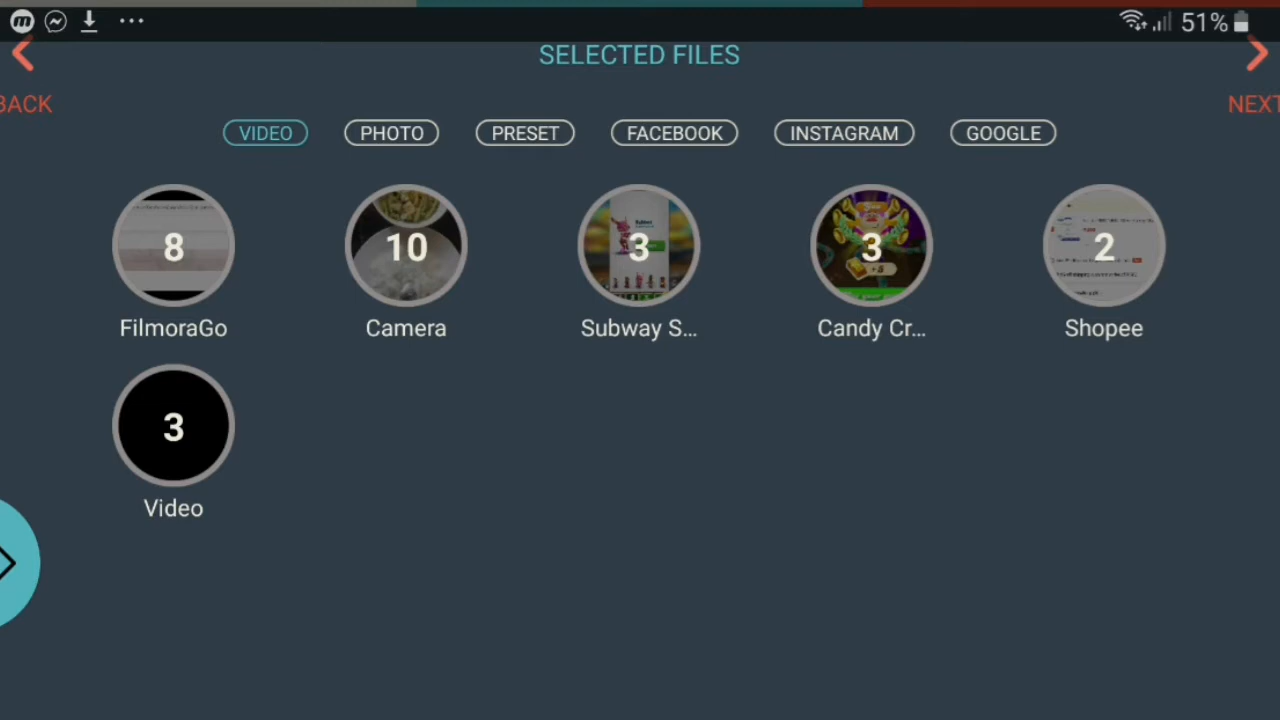 51%
SELECTED FILES
BACK
NEXT
VIDEO PHOTO PRESET FACEBOOK INSTAGRAM GOOGLE
8 10 3 3 2
FilmoraGo Camera Subway S... Candy Cr... Shopee
3
Video